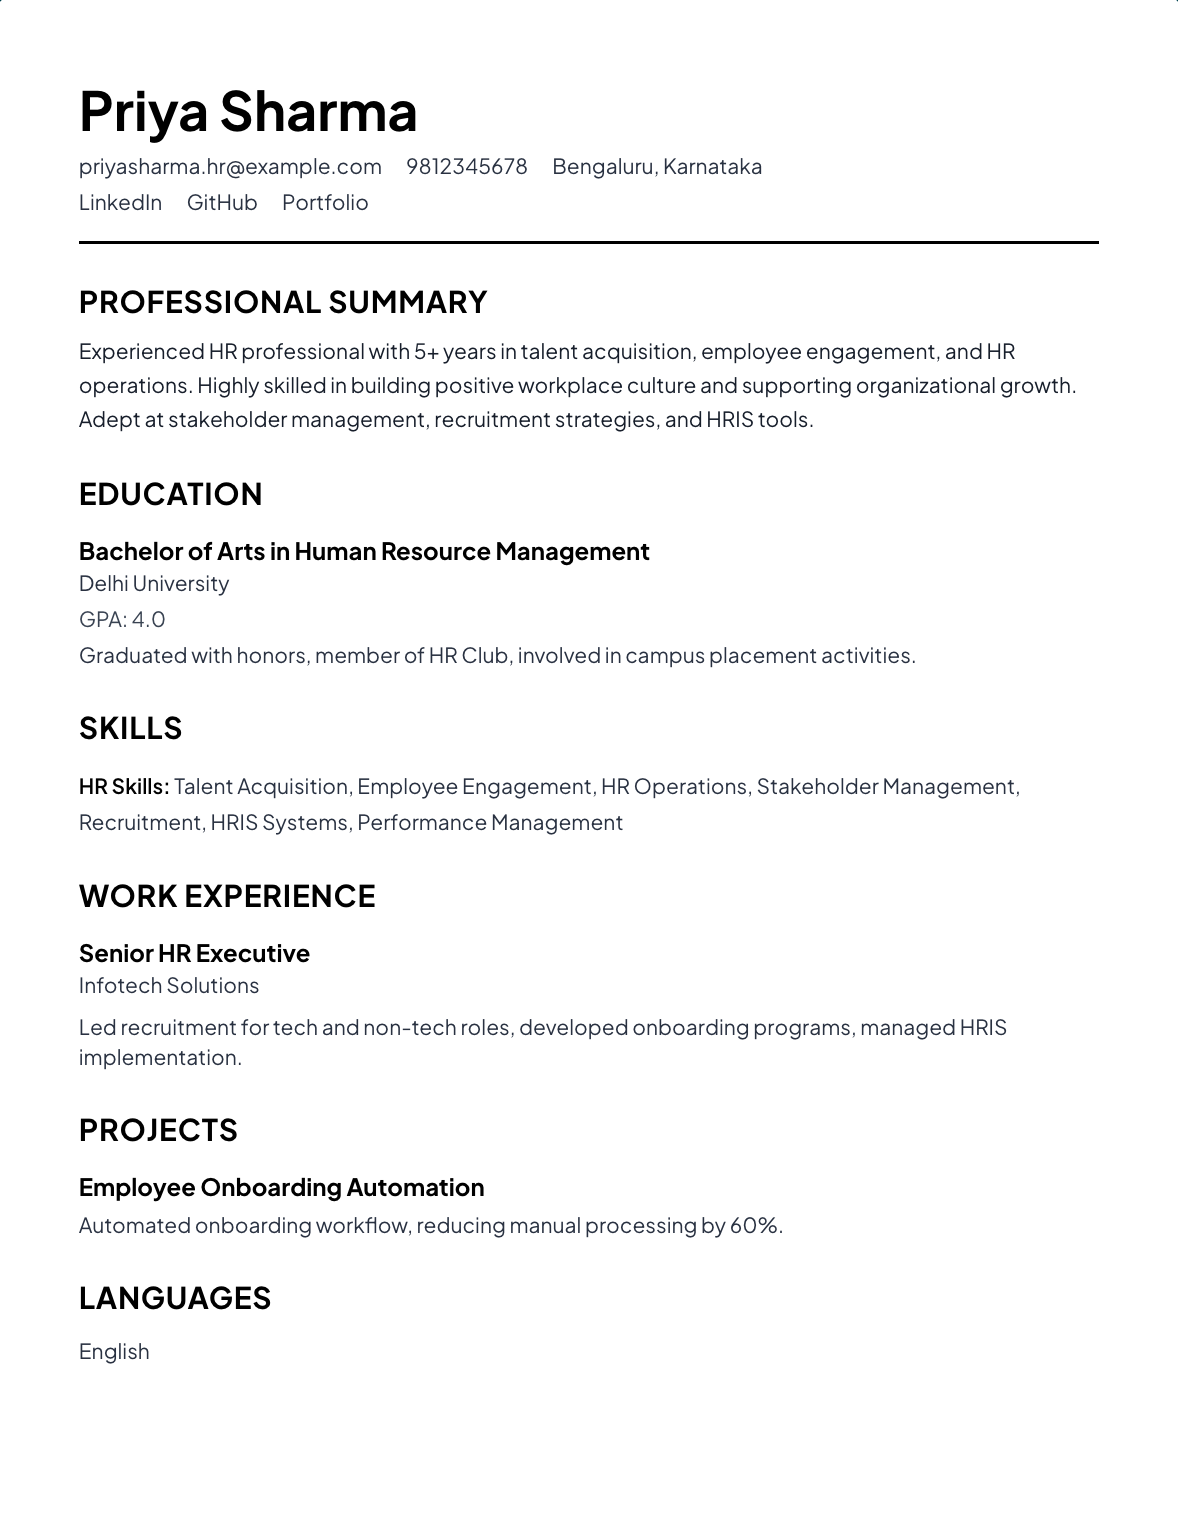 Priya Sharma
priyasharma.hr@example.com 9812345678 Bengaluru, Karnataka
LinkedIn GitHub Portfolio
PROFESSIONAL SUMMARY
Experienced HR professional with 5+ years in talent acquisition, employee engagement, and HR
operations. Highly skilled in building positive workplace culture and supporting organizational growth.
Adept at stakeholder management, recruitment strategies, and HRIS tools.
EDUCATION
Bachelor of Arts in Human Resource Management
Delhi University
GPA: 4.0
Graduated with honors, member of HR Club, involved in campus placement activities.
SKILLS
HR Skills: Talent Acquisition, Employee Engagement, HR Operations, Stakeholder Management,
Recruitment, HRIS Systems, Performance Management
WORK EXPERIENCE
Senior HR Executive
Infotech Solutions
Led recruitment for tech and non-tech roles, developed onboarding programs, managed HRIS
implementation.
PROJECTS
Employee Onboarding Automation
Automated onboarding workflow, reducing manual processing by 60%.
LANGUAGES
English